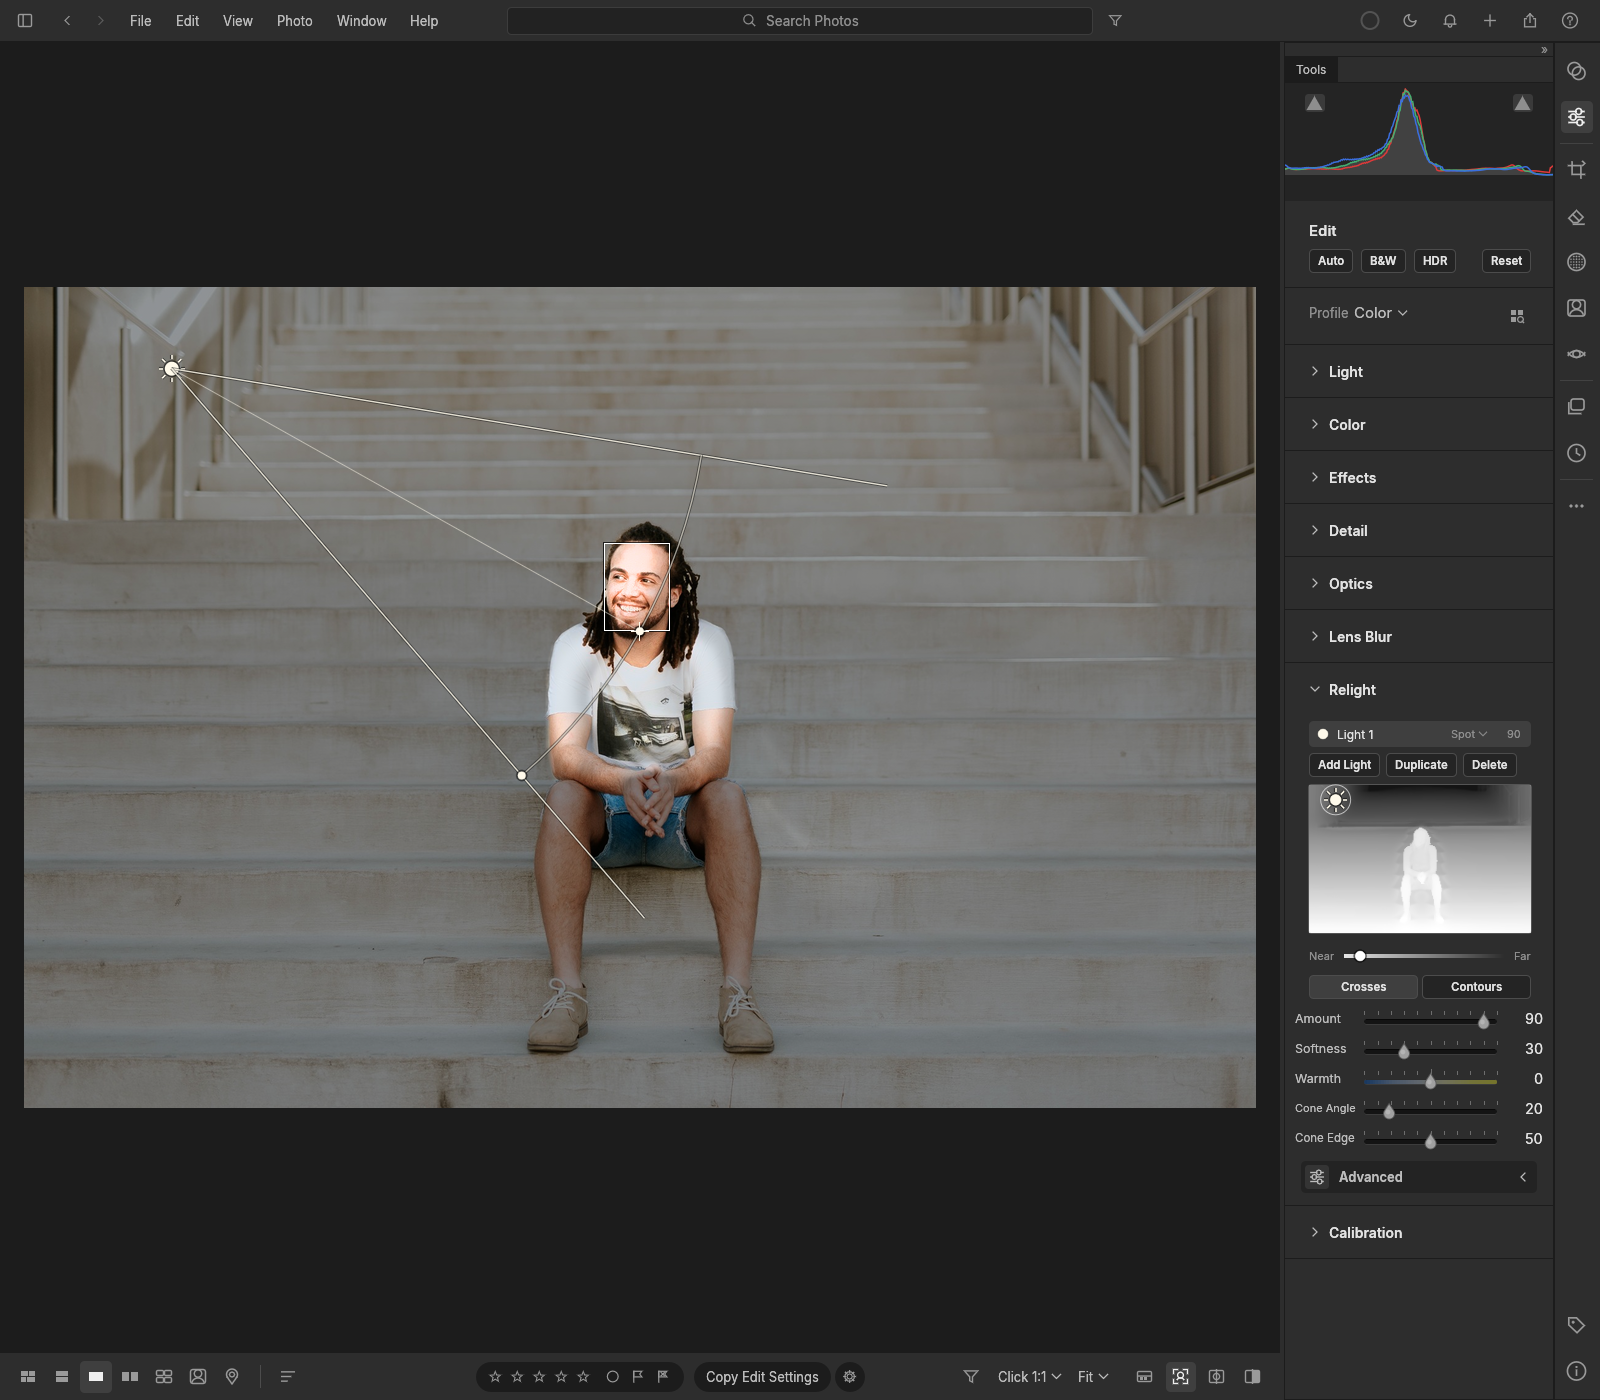 File Edit View Photo Window Help Search Photos
Tools
Edit
Auto B&W HDR Reset
Profile Color
Light
Color
Effects
Detail
Optics
Lens Blur
Relight
Light 1 Spot 90
Add Light Duplicate Delete
Near Far
Crosses Contours
Amount 90
Softness 30
Warmth 0
Cone Angle 20
Cone Edge 50
Advanced
Calibration
Copy Edit Settings Click 1:1 Fit